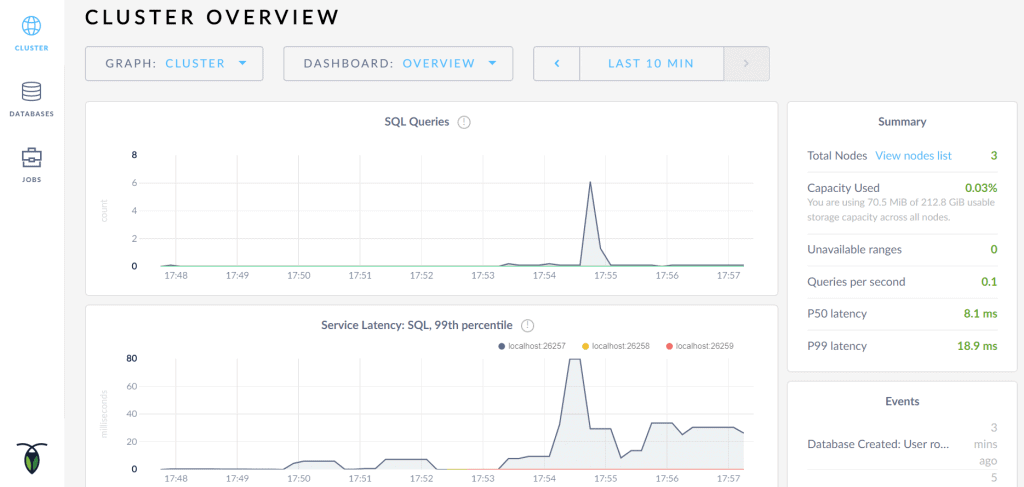 CLUSTER OVERVIEW
CLUSTER
DATABASES
JOBS
GRAPH: CLUSTER
DASHBOARD: OVERVIEW
LAST 10 MIN
SQL Queries
8
6
4
2
0
count
17:48 17:49 17:50 17:51 17:52 17:53 17:54 17:55 17:56 17:57
Service Latency: SQL, 99th percentile
localhost:26257 localhost:26258 localhost:26259
80
60
40
20
0
milliseconds
17:48 17:49 17:50 17:51 17:52 17:53 17:54 17:55 17:56 17:57
Summary
Total Nodes View nodes list 3
Capacity Used 0.03%
You are using 70.5 MiB of 212.8 GiB usable
storage capacity across all nodes.
Unavailable ranges 0
Queries per second 0.1
P50 latency 8.1 ms
P99 latency 18.9 ms
Events
Database Created: User ro...
3
mins
ago
5